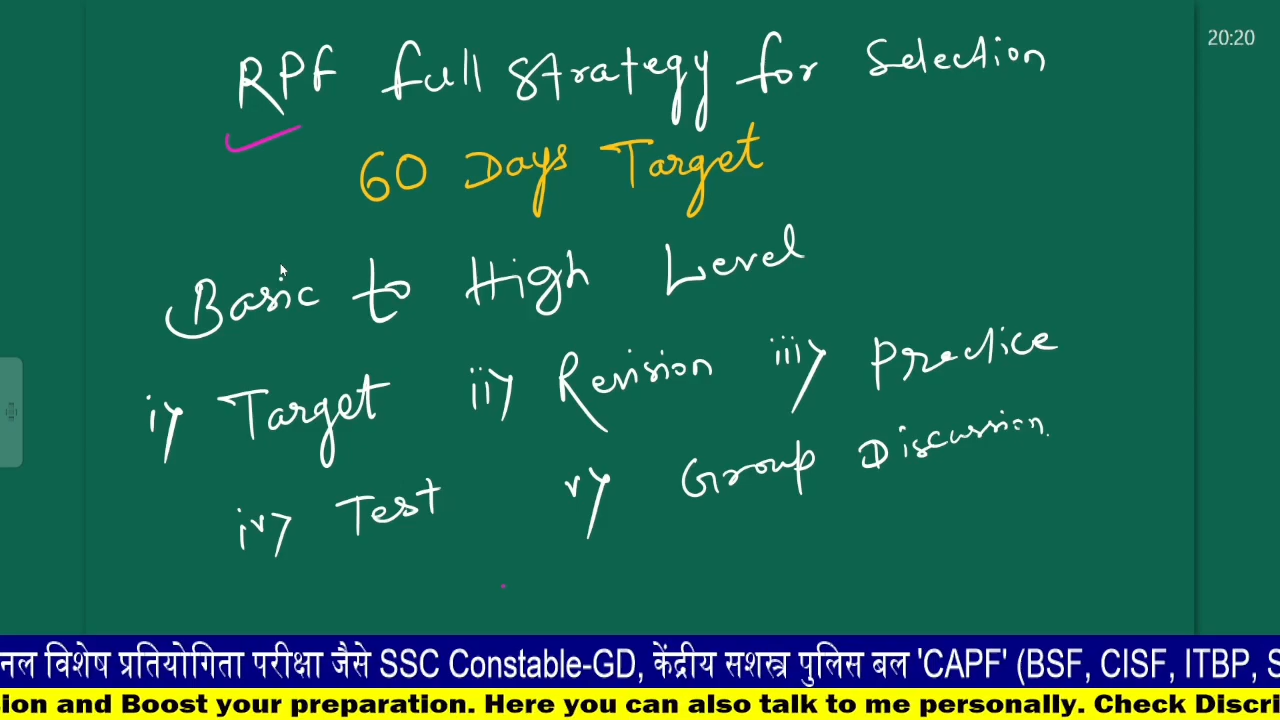 RPF full strategy for Selection
20:20
60 Days Target
Basic to High Level
i> Target ii> Revision iii> Practice
iv> Test v> Group Discussion
नल विशेष प्रतियोगिता परीक्षा जैसे SSC Constable-GD, केंद्रीय सशस्त्र पुलिस बल 'CAPF' (BSF, CISF, ITBP, S
sion and Boost your preparation. Here you can also talk to me personally. Check Discri